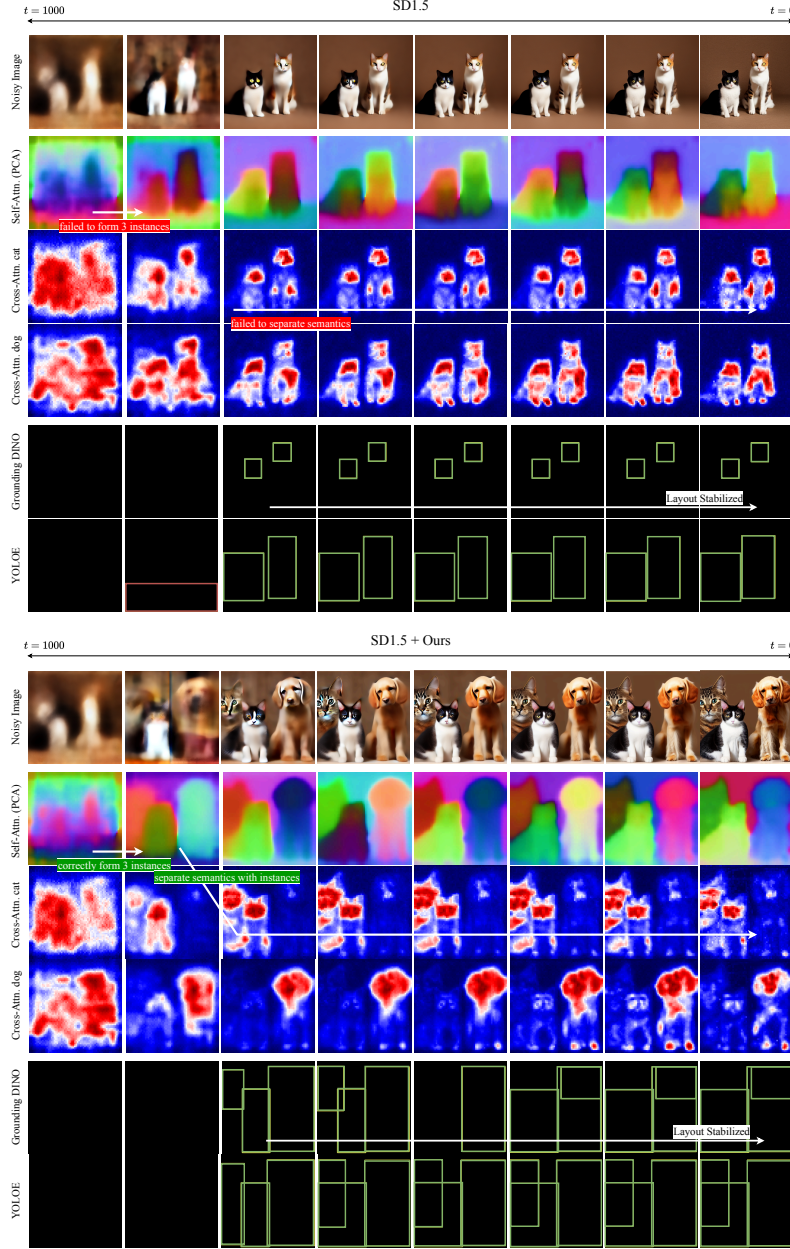 SD1.5
t = 1000
Noisy Image
Self-Attn. (PCA)
failed to form 3 instances
Cross-Attn. cat
failed to separate semantics
Cross-Attn. dog
Grounding DINO
Layout Stabilized
YOLOE
SD1.5 + Ours
t = 1000
Noisy Image
Self-Attn. (PCA)
correctly form 3 instances
separate semantics with instances
Cross-Attn. cat
Cross-Attn. dog
Grounding DINO
Layout Stabilized
YOLOE